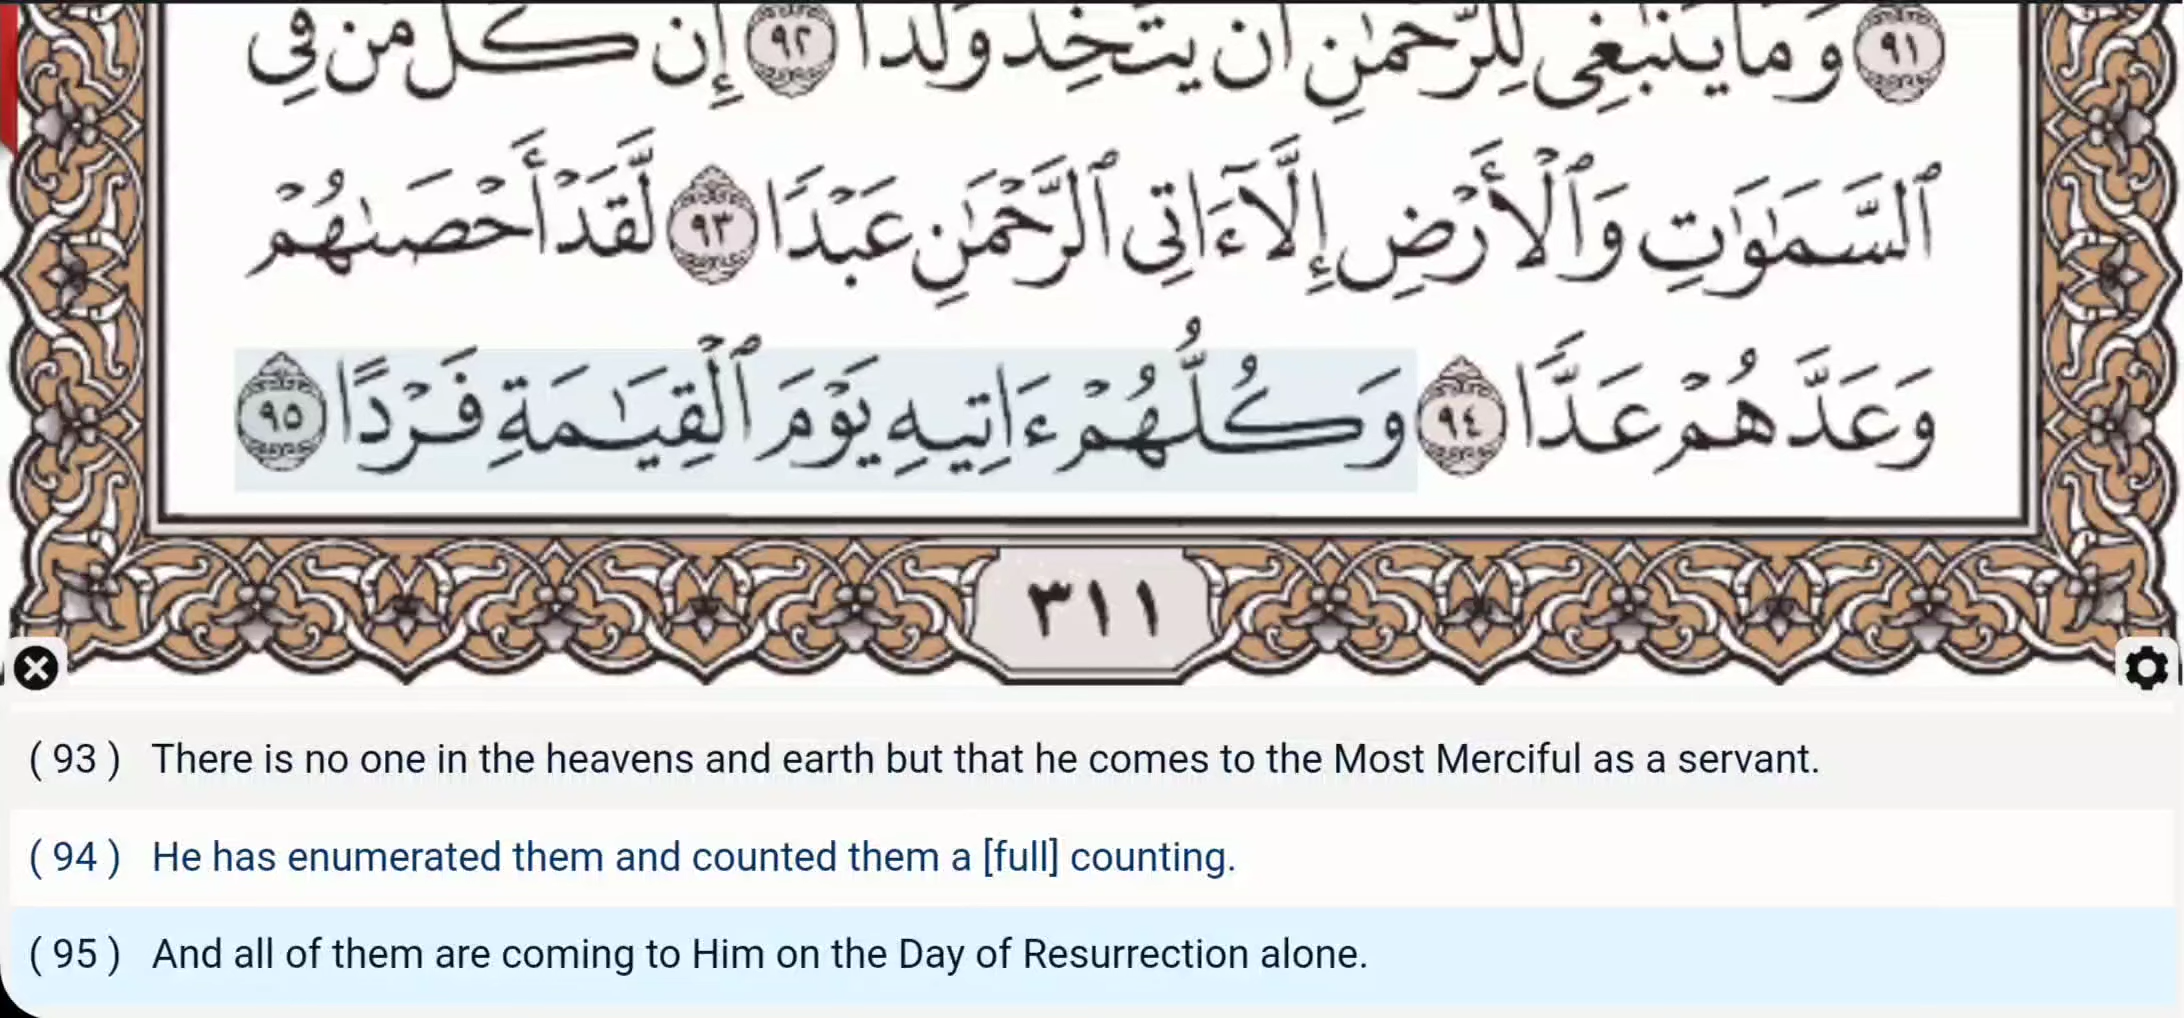 ٩١ وَمَا يَنۢبَغِى لِلرَّحْمَٰنِ أَن يَتَّخِذَ وَلَدًا ٩٢ إِن كُلُّ مَن فِى
ٱلسَّمَٰوَٰتِ وَٱلْأَرْضِ إِلَّآ ءَاتِى ٱلرَّحْمَٰنِ عَبْدًا ٩٣ لَّقَدْ أَحْصَىٰهُمْ
وَعَدَّهُمْ عَدًّا ٩٤ وَكُلُّهُمْ ءَاتِيهِ يَوْمَ ٱلْقِيَٰمَةِ فَرْدًا ٩٥
٣١١
( 93 ) There is no one in the heavens and earth but that he comes to the Most Merciful as a servant.
( 94 ) He has enumerated them and counted them a [full] counting.
( 95 ) And all of them are coming to Him on the Day of Resurrection alone.